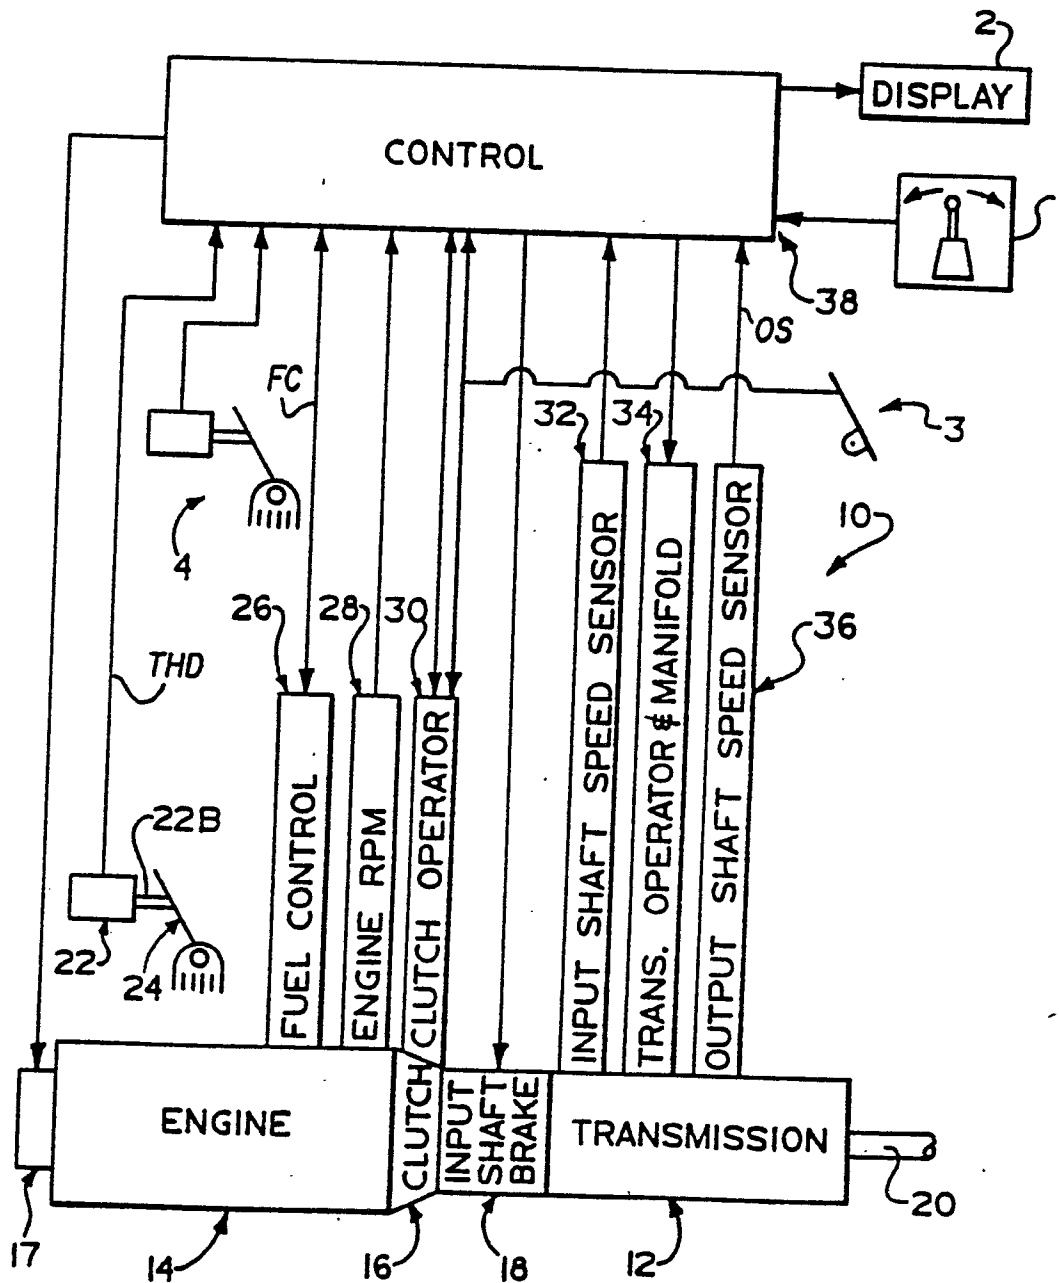 2
DISPLAY
CONTROL
38
OS
FC
3
32
34
10
4
26
28
30
36
THD
22B
22
24
FUEL CONTROL
ENGINE RPM
CLUTCH OPERATOR
INPUT SHAFT SPEED SENSOR
TRANS. OPERATOR & MANIFOLD
OUTPUT SHAFT SPEED SENSOR
ENGINE
CLUTCH
INPUT
SHAFT
BRAKE
TRANSMISSION
20
17
14
16
18
12